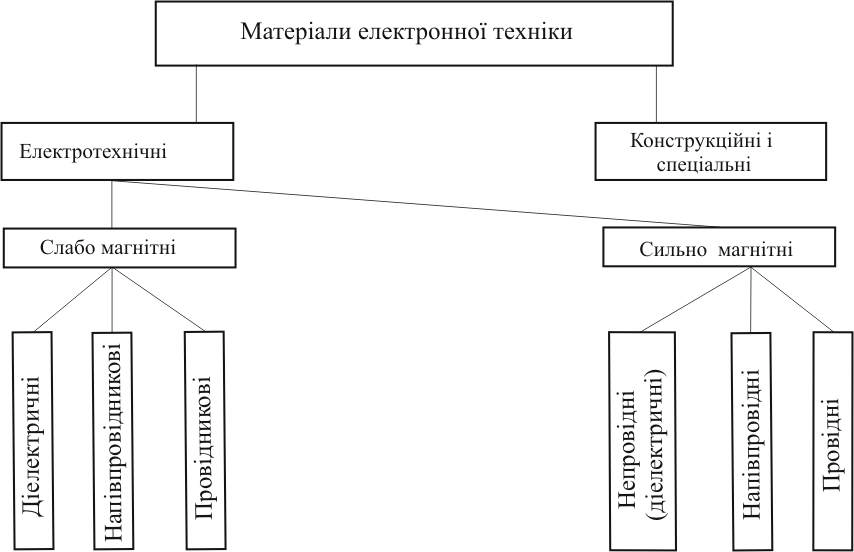 Матеріали електронної техніки
Електротехнічні
Конструкційні і
спеціальні
Слабо магнітні
Сильно магнітні
Діелектричні
Напівпровідникові
Провідникові
Непровідні
(діелектричні)
Напівпровідні
Провідні